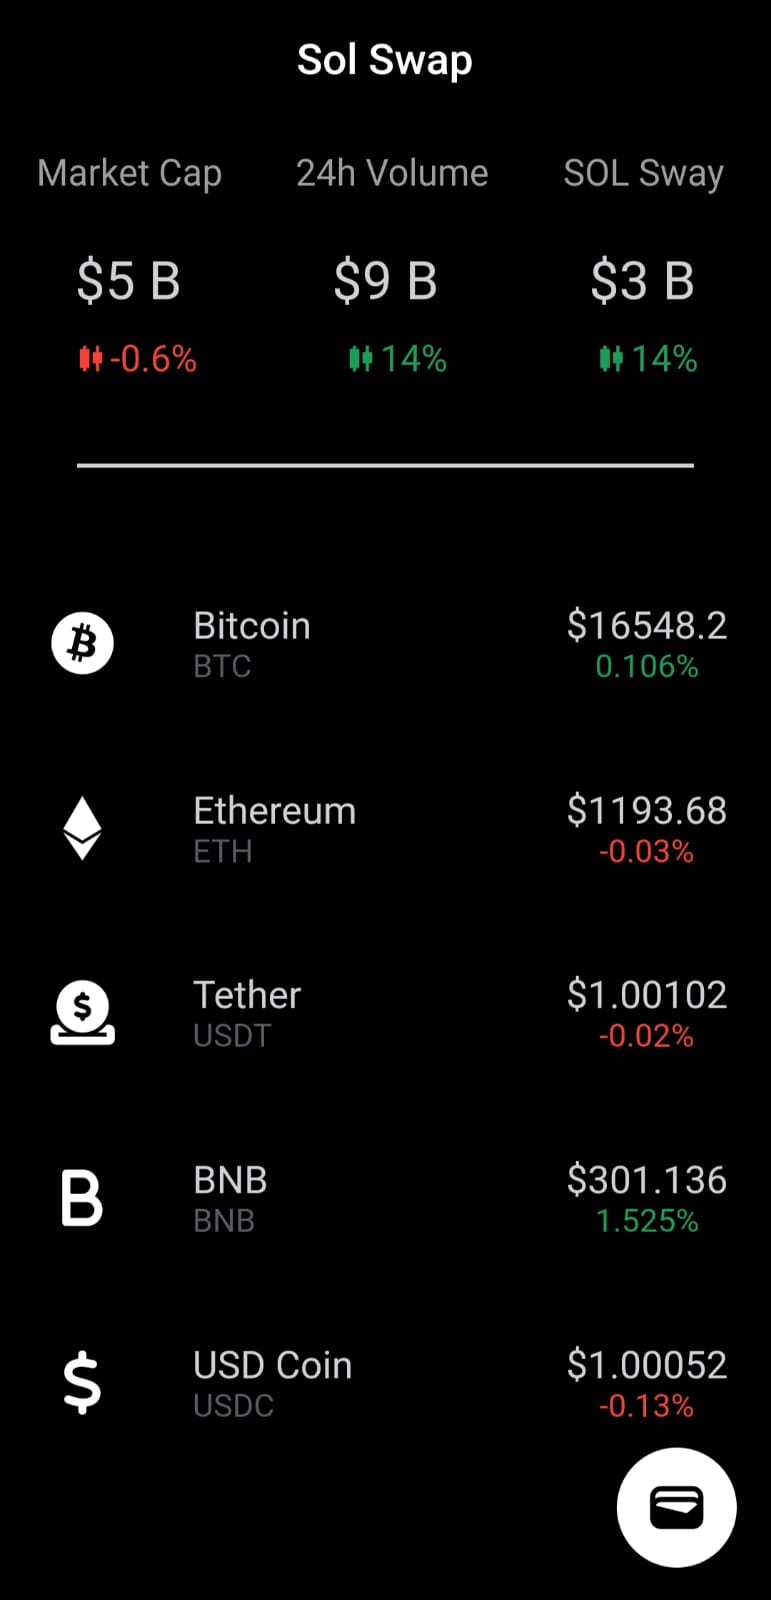 Sol Swap
Market Cap 24h Volume SOL Sway
$5 B $9 B $3 B
-0.6% 14% 14%
Bitcoin $16548.2
BTC 0.106%
Ethereum $1193.68
ETH -0.03%
Tether $1.00102
USDT -0.02%
BNB $301.136
BNB 1.525%
USD Coin $1.00052
USDC -0.13%